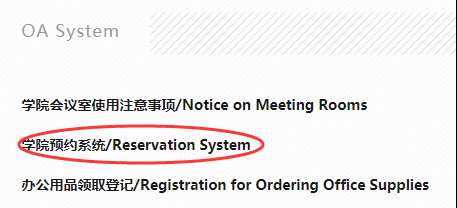 OA System
学院会议室使用注意事项/Notice on Meeting Rooms
学院预约系统/Reservation System
办公用品领取登记/Registration for Ordering Office Supplies